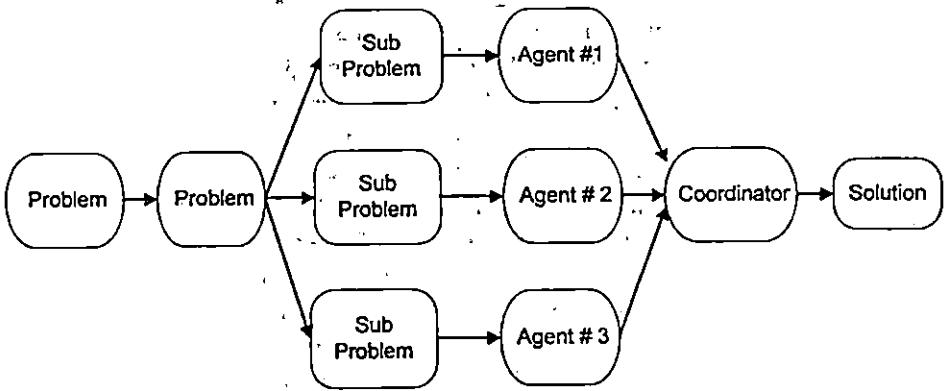 Sub
Problem
Agent #1
Problem
Problem
Sub
Problem
Agent # 2
Coordinator
Solution
Sub
Problem
Agent # 3